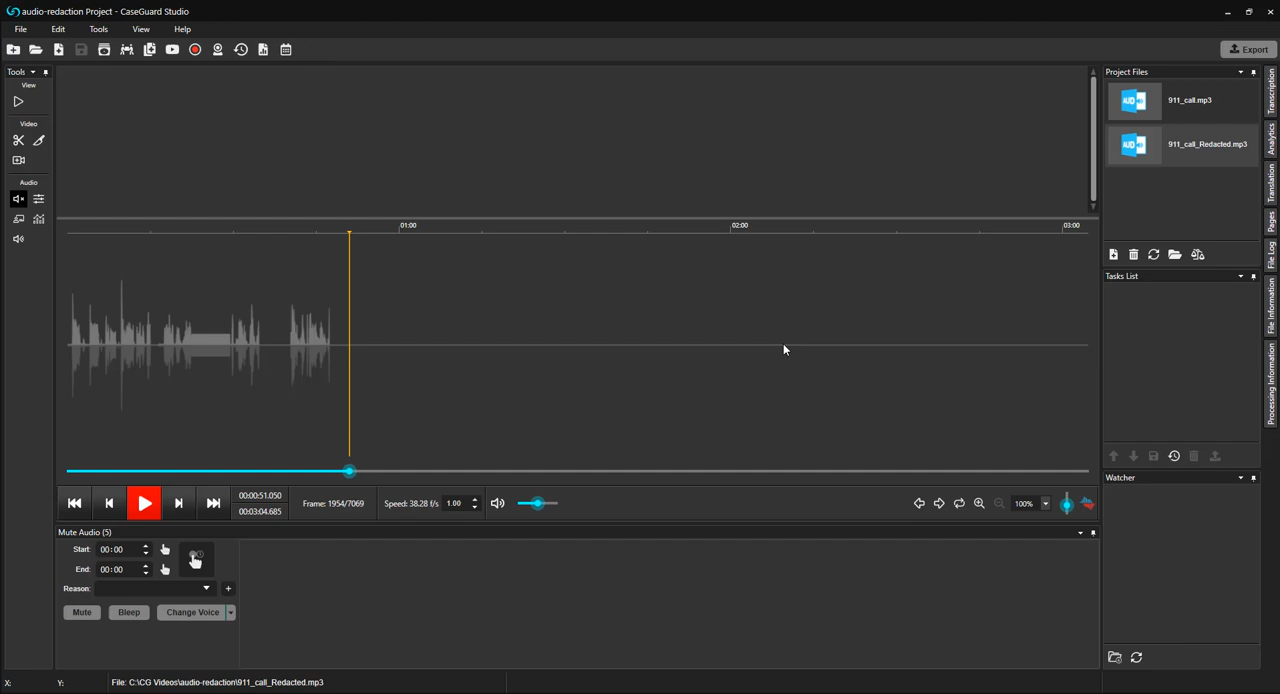 audio-redaction Project - CaseGuard Studio
File Edit Tools View Help
Export
Tools
View
Video
Audio
01:00 02:00 03:00
00:00:51.050
00:03:04.685
Frame: 1954/7069
Speed: 38.28 f/s 1.00
100%
Mute Audio (5)
Start: 00:00
End: 00:00
Reason:
+
Mute Bleep Change Voice
Project Files
AUD 911_call.mp3
AUD 911_call_Redacted.mp3
Tasks List
Watcher
Transcription
Analytics
Translation
Pages
File Log
File Information
Processing Information
X: Y: File: C:\CG Videos\audio-redaction\911_call_Redacted.mp3